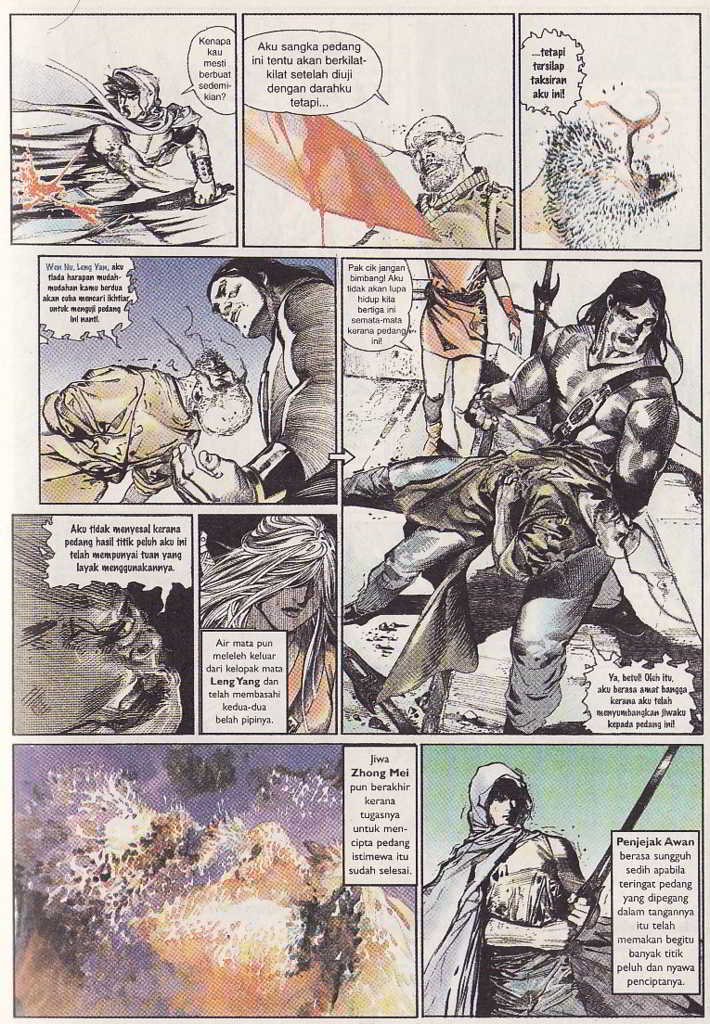 Kenapa
kau
mesti
berbuat
sedem-
ikian?
Aku sangka pedang
ini tentu akan berkilat-
kilat setelah diuji
dengan darahku
tetapi...
....tetapi
tersilap
taksiran
aku ini!
Wen Nu, Leng Yan, aku
tiada harapan mudah-
mudahan kamu berdua
akan cuba mencari ikhtiar
untuk menguji pedang
ini nanti!
Pak cik jangan
bimbang! Aku
tidak akan lupa
hidup kita
bertiga ini
semata-mata
kerana pedang
ini!
Ya, betul! Oleh itu,
aku berasa amat bangga
kerana aku telah
menyumbangkan jiwaku
kepada pedang ini!
Aku tidak menyesal kerana
pedang hasil titik peluh aku ini
telah mempunyai tuan yang
layak menggunakannya.
Air mata pun
meleleh keluar
dari kelopak mata
Leng Yang dan
telah membasahi
kedua-dua
belah pipinya.
Jiwa
Zhong Mei
pun berakhir
kerana
tugasnya
untuk men-
cipta pedang
istimewa itu
sudah selesai.
Penjejak Awan
berasa sungguh
sedih apabila
teringat pedang
yang dipegang
dalam tangannya
itu telah
memakan begitu
banyak titik
peluh dan nyawa
penciptanya.